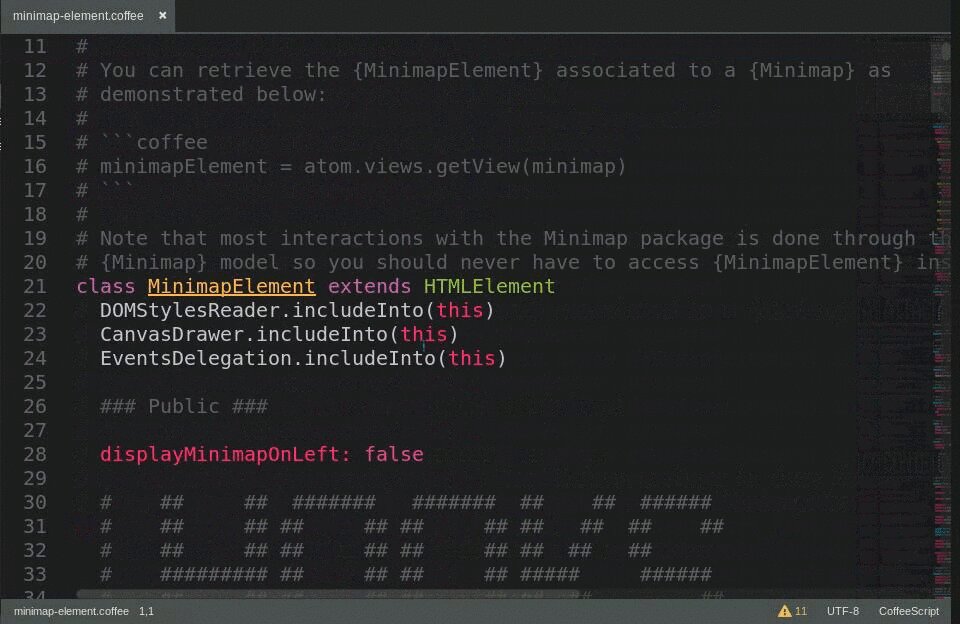 minimap-element.coffee ×
11 #
12 # You can retrieve the {MinimapElement} associated to a {Minimap} as
13 # demonstrated below:
14 #
15 # ```coffee
16 # minimapElement = atom.views.getView(minimap)
17 # ```
18 #
19 # Note that most interactions with the Minimap package is done through
20 # {Minimap} model so you should never have to access {MinimapElement}
21 class MinimapElement extends HTMLElement
22   DOMStylesReader.includeInto(this)
23   CanvasDrawer.includeInto(this)
24   EventsDelegation.includeInto(this)
25
26   ### Public ###
27
28   displayMinimapOnLeft: false
29
30   #    ##     ##  #######   #######  ##    ##  ######
31   #    ##     ## ##     ## ##     ## ##   ##  ##    ##
32   #    ##     ## ##     ## ##     ## ##  ##   ##
33   #    ######### ##     ## ##     ## #####     ######
34
minimap-element.coffee 1,1 11 UTF-8 CoffeeScript